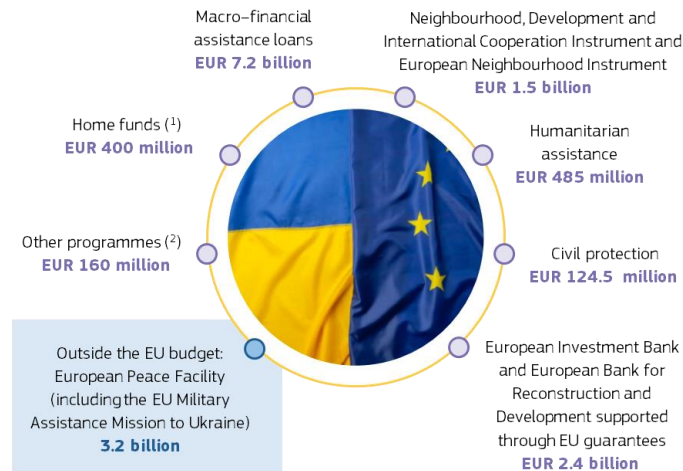 Macro-financial
assistance loans
EUR 7.2 billion
Neighbourhood, Development and
International Cooperation Instrument and
European Neighbourhood Instrument
EUR 1.5 billion
Home funds (¹)
EUR 400 million
Humanitarian
assistance
EUR 485 million
Other programmes (²)
EUR 160 million
Civil protection
EUR 124.5 million
Outside the EU budget:
European Peace Facility
(including the EU Military
Assistance Mission to Ukraine)
3.2 billion
European Investment Bank
and European Bank for
Reconstruction and
Development supported
through EU guarantees
EUR 2.4 billion